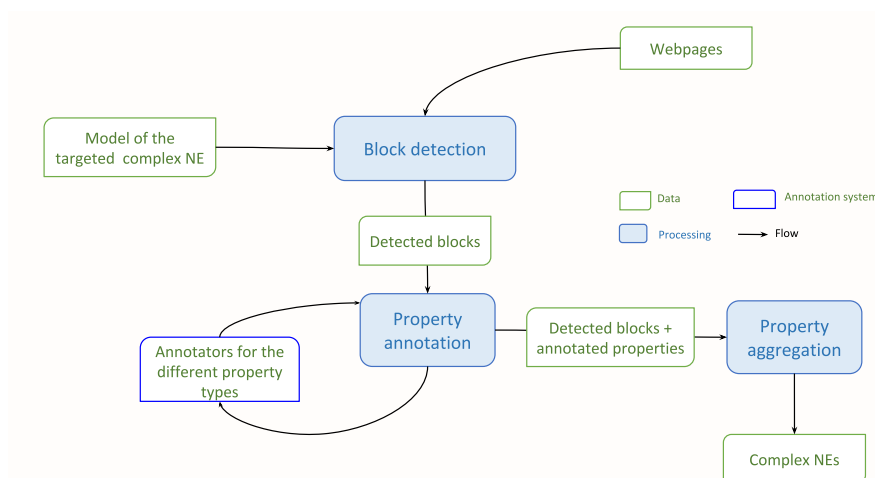 Webpages
Model of the
targeted complex NE
Block detection
Data
Annotation system
Processing
Flow
Detected blocks
Property
annotation
Detected blocks +
annotated properties
Property
aggregation
Annotators for the
different property
types
Complex NEs